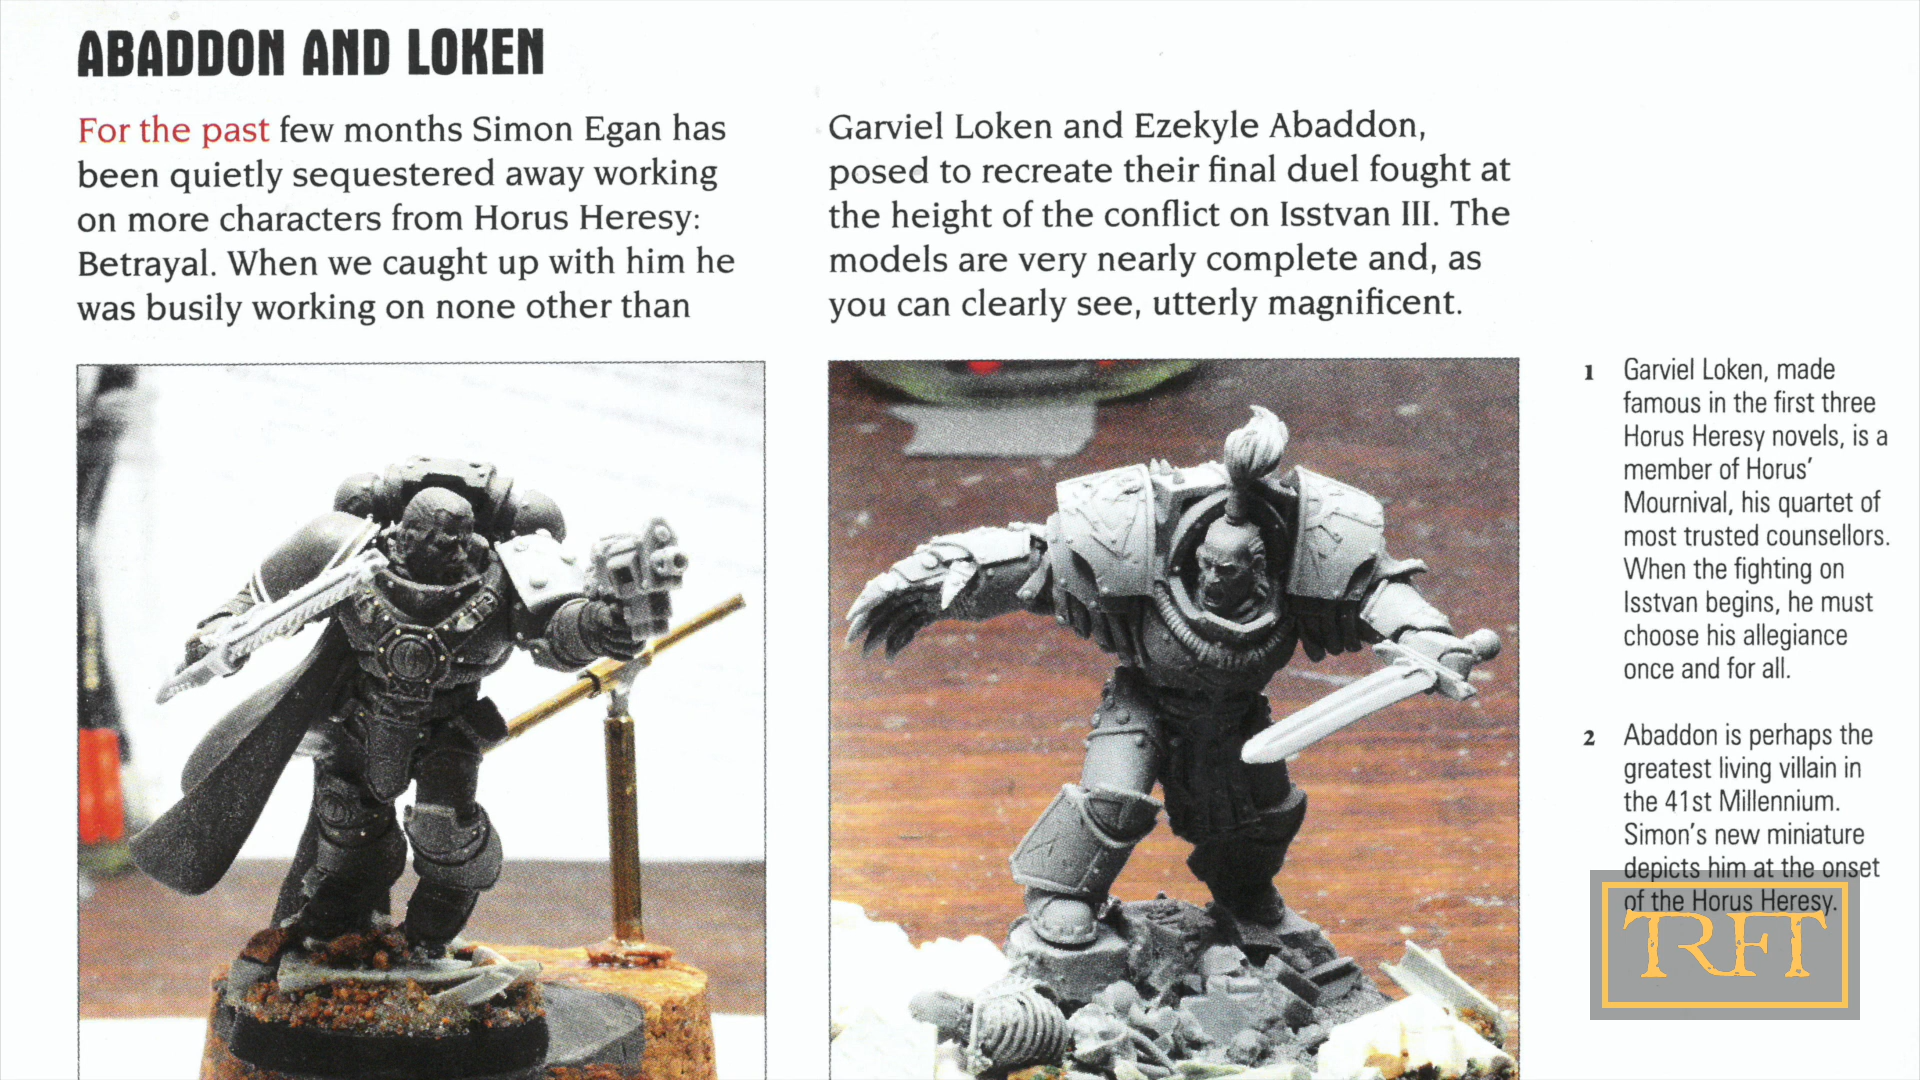 ABADDON AND LOKEN
For the past few months Simon Egan has
been quietly sequestered away working
on more characters from Horus Heresy:
Betrayal. When we caught up with him he
was busily working on none other than
Garviel Loken and Ezekyle Abaddon,
posed to recreate their final duel fought at
the height of the conflict on Isstvan III. The
models are very nearly complete and, as
you can clearly see, utterly magnificent.
1 Garviel Loken, made
famous in the first three
Horus Heresy novels, is a
member of Horus'
Mournival, his quartet of
most trusted counsellors.
When the fighting on
Isstvan begins, he must
choose his allegiance
once and for all.
2 Abaddon is perhaps the
greatest living villain in
the 41st Millennium.
Simon's new miniature
depicts him at the onset
of the Horus Heresy.
TRFT